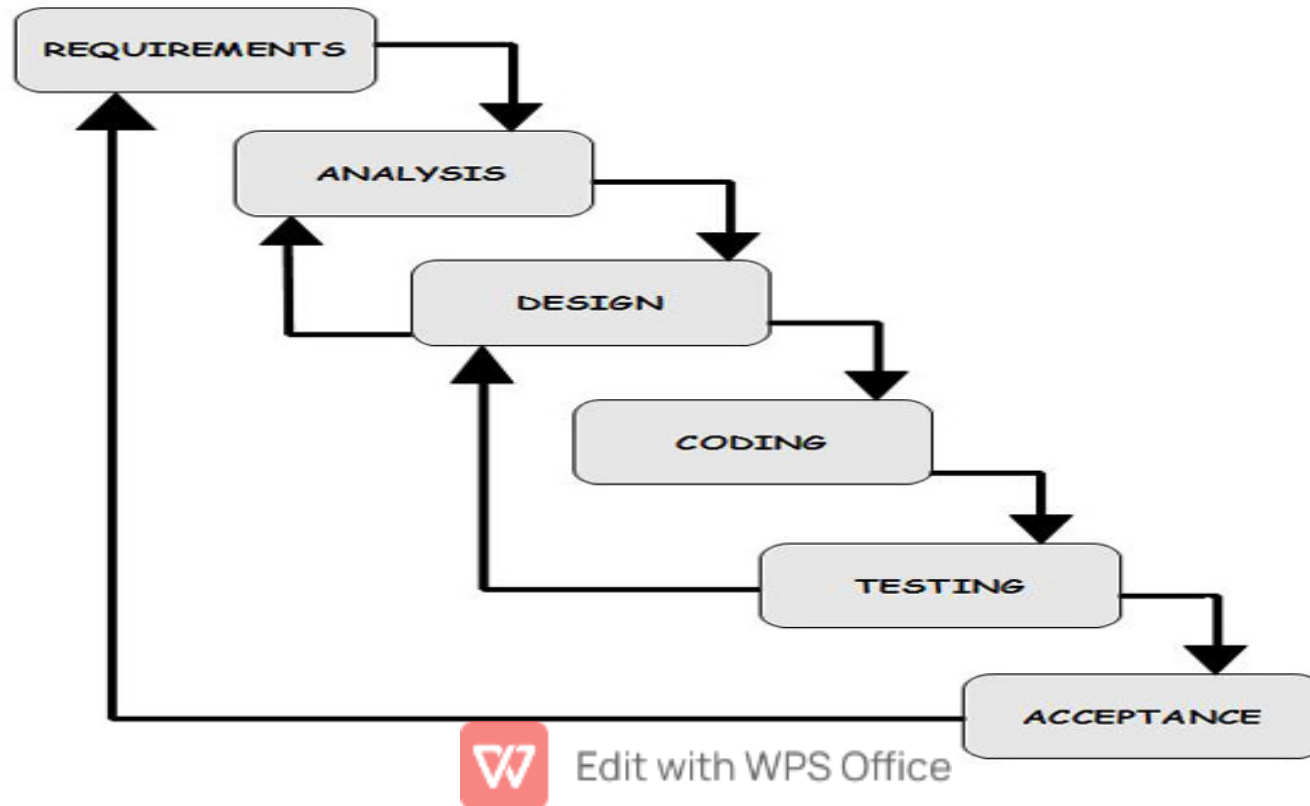 REQUIREMENTS
ANALYSIS
DESIGN
CODING
TESTING
ACCEPTANCE
Edit with WPS Office